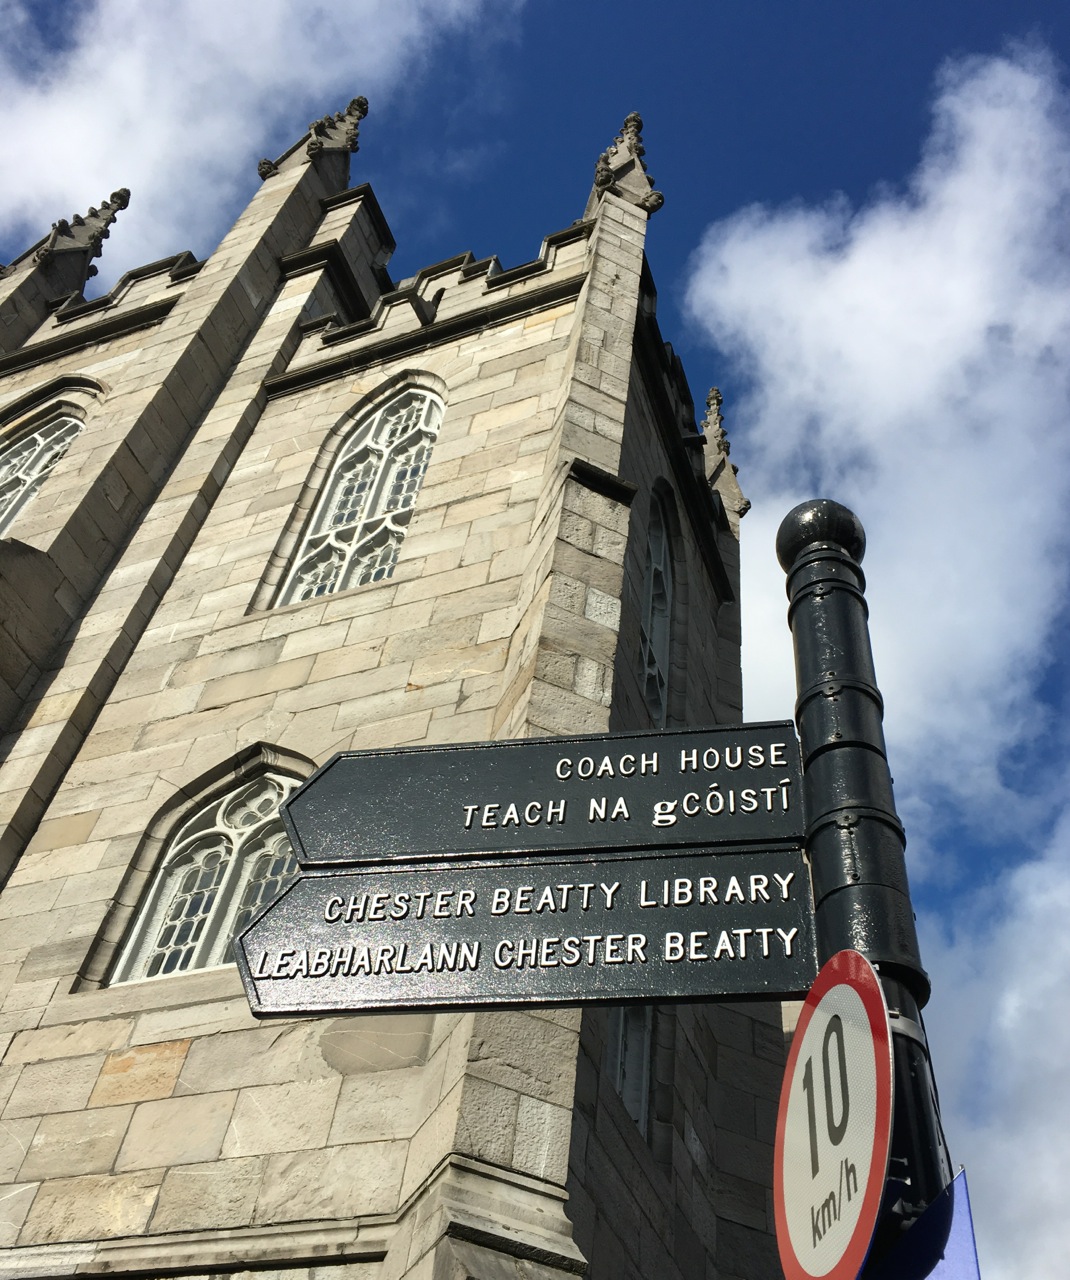 COACH HOUSE
TEACH NA gCÓISTÍ
CHESTER BEATTY LIBRARY
LEABHARLANN CHESTER BEATTY
10
km/h